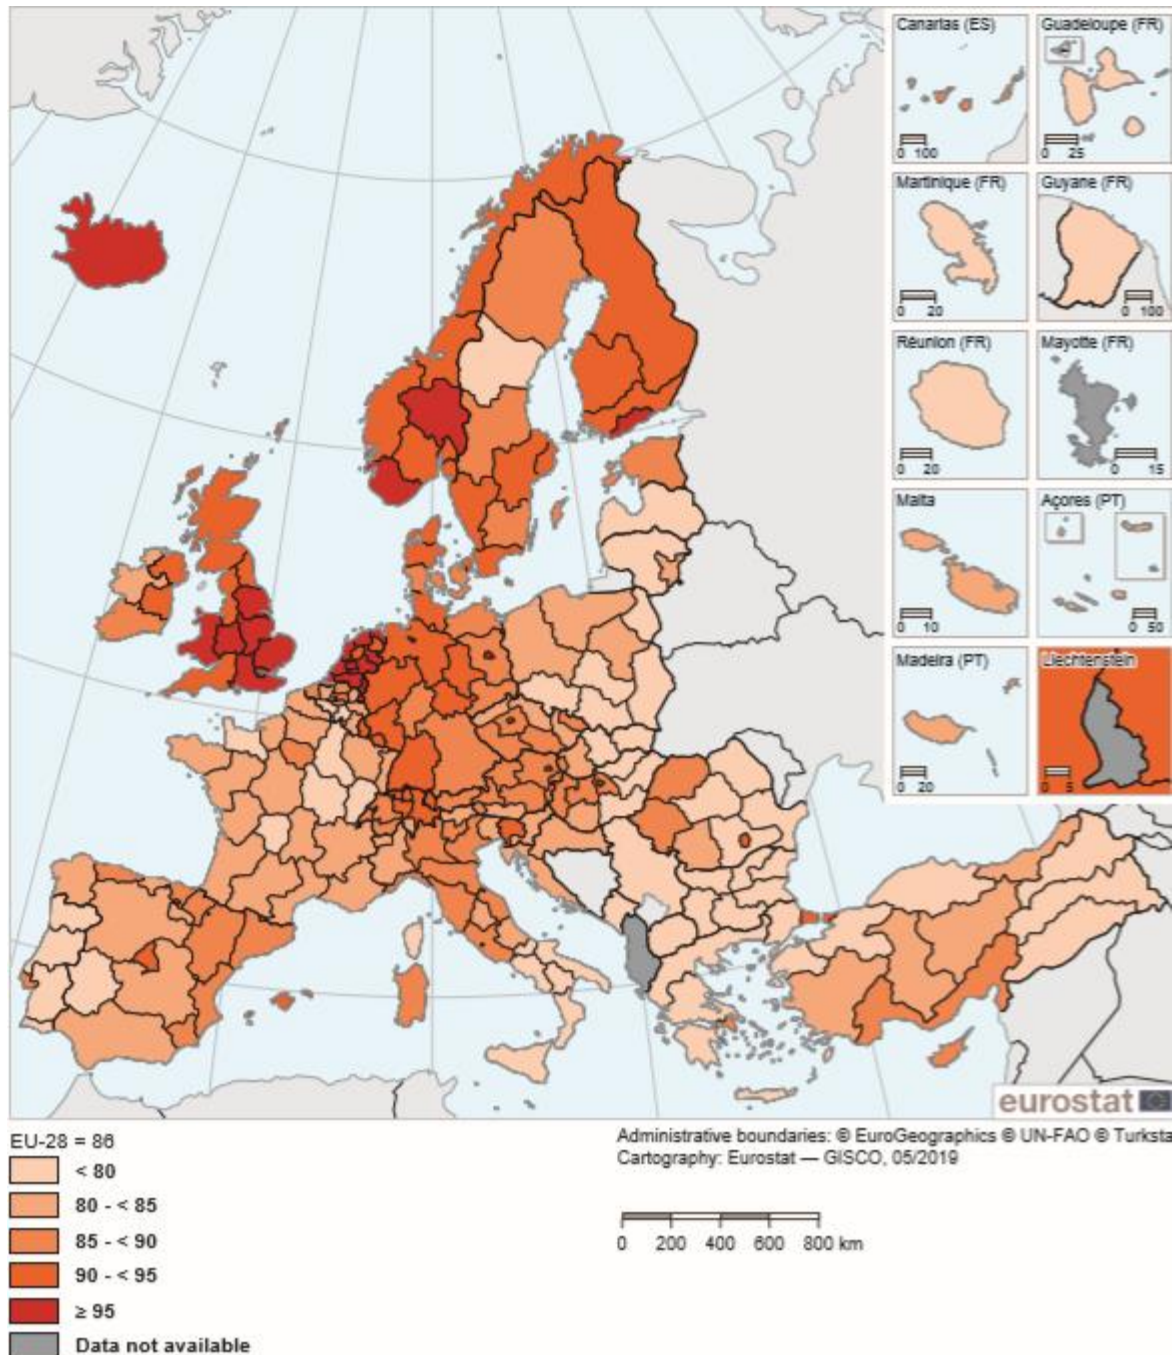 Canarias (ES)
0 100
Guadeloupe (FR)
0 25
Martinique (FR)
0 20
Guyane (FR)
0 100
Réunion (FR)
0 20
Mayotte (FR)
0 15
Malta
0 10
Açores (PT)
0 50
Madeira (PT)
0 20
Liechtenstein
0 5
eurostat
EU-28 = 86
< 80
80 - < 85
85 - < 90
90 - < 95
≥ 95
Data not available
Administrative boundaries: © EuroGeographics © UN-FAO © Turksta
Cartography: Eurostat — GISCO, 05/2019
0 200 400 600 800 km